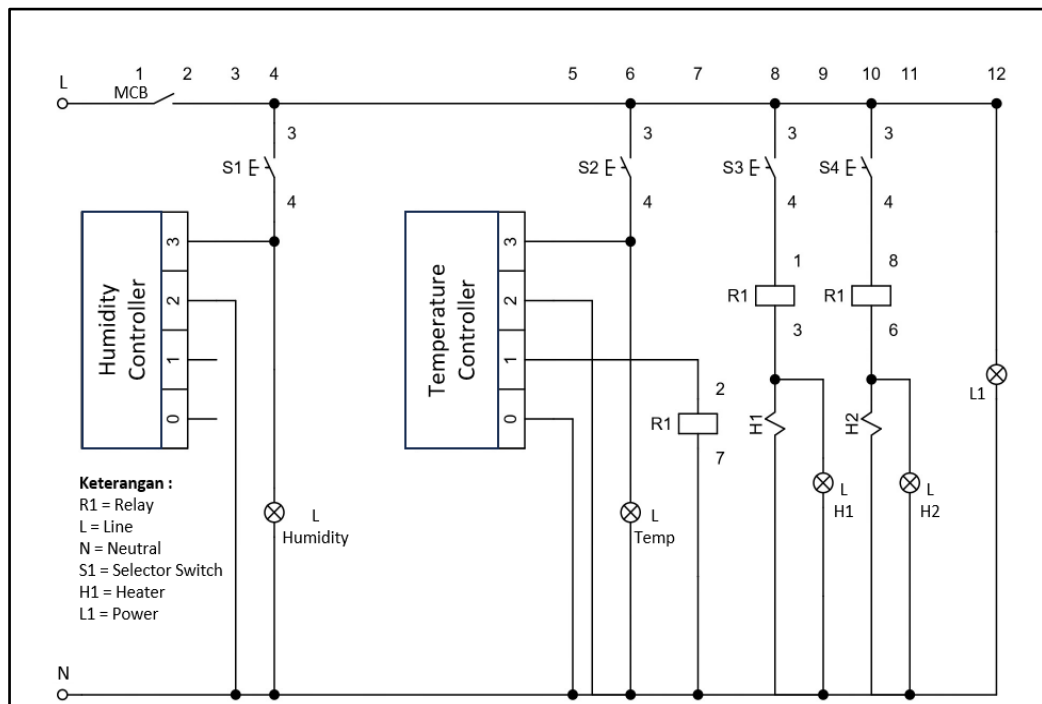 1 2 3 4 5 6 7 8 9 10 11 12
L
MCB
3 3 3 3
S1 S2 S3 S4
4 4 4 4
Humidity
Controller
3
2
1
0
Temperature
Controller
3
2
1
0
1 8
R1 R1
3 6
2
R1
7
L1
H1 H2
L
H1
L
H2
L
Humidity
L
Temp
Keterangan :
R1 = Relay
L = Line
N = Neutral
S1 = Selector Switch
H1 = Heater
L1 = Power
N